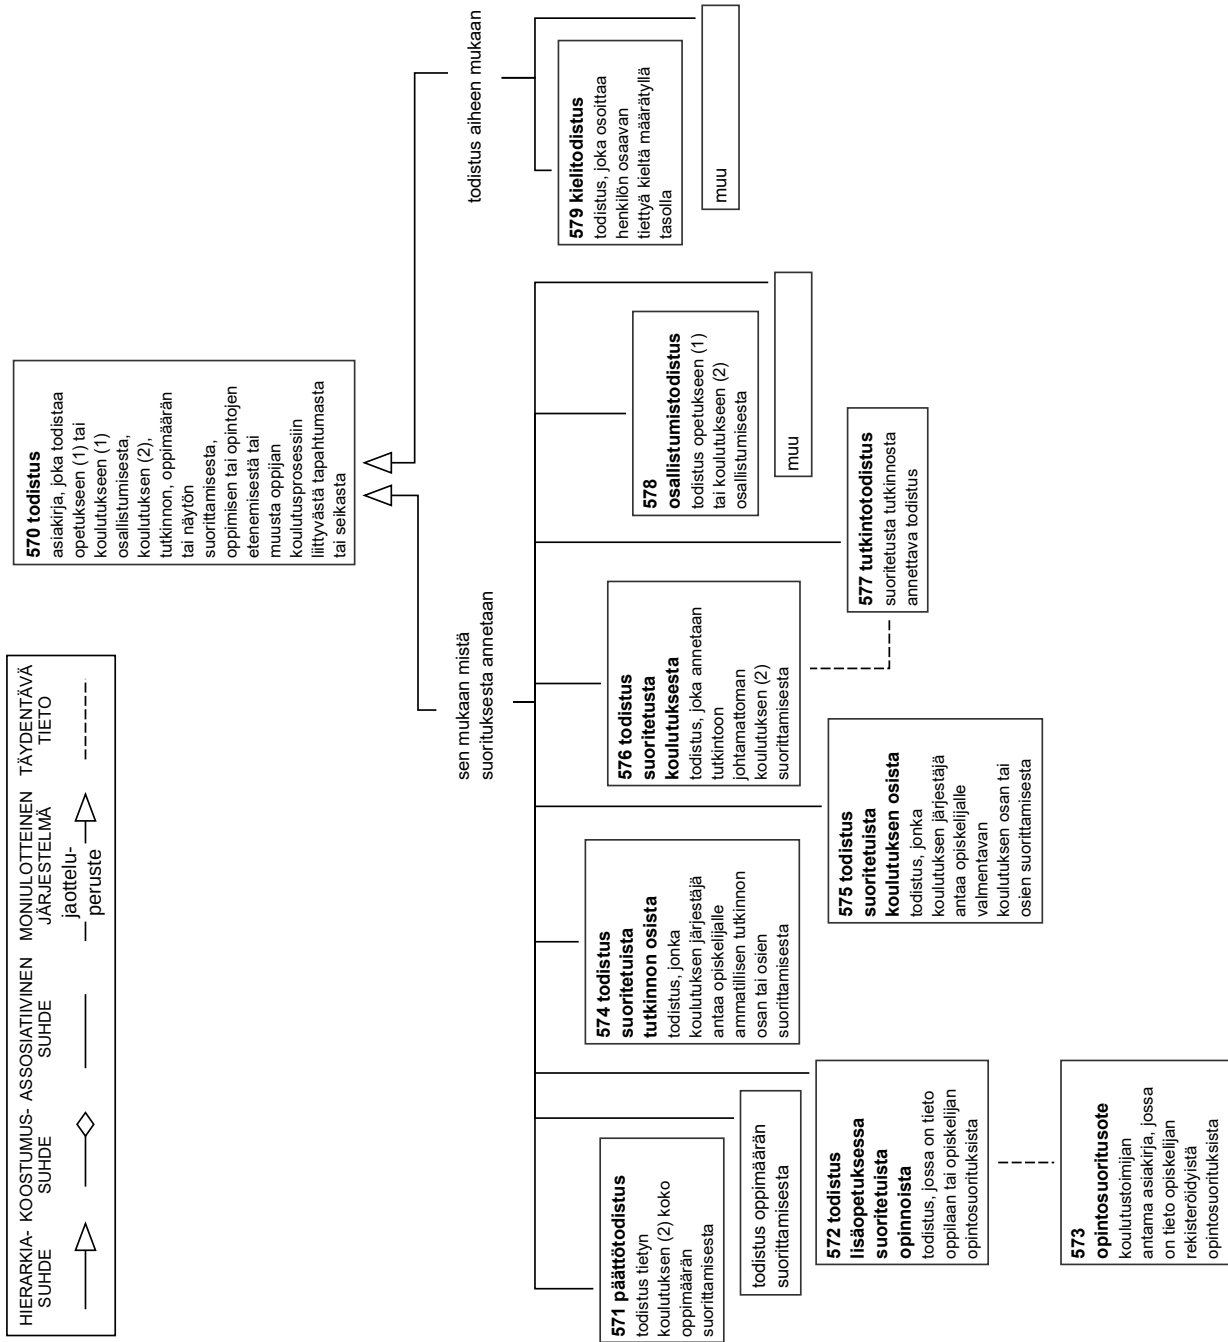 HIERARKIA-
SUHDE
KOOSTUMUS-
SUHDE
ASSOSIATIIVINEN
SUHDE
MONIULOTTEINEN
JÄRJESTELMÄ
jaottelu-
peruste
TÄYDENTÄVÄ
TIETO
570 todistus
asiakirja, joka todistaa
opetukseen (1) tai
koulutukseen (1)
osallistumisesta,
koulutuksen (2),
tutkinnon, oppimäärän
tai näytön
suorittamisesta,
oppimisen tai opintojen
etenemisestä tai
muusta oppijan
koulutusprosessiin
liittyvästä tapahtumasta
tai seikasta
sen mukaan mistä
suorituksesta annetaan
todistus aiheen mukaan
571 päättötodistus
todistus tietyn
koulutuksen (2) koko
oppimäärän
suorittamisesta
todistus oppimäärän
suorittamisesta
572 todistus
lisäopetuksessa
suoritetuista
opinnoista
todistus, jossa on tieto
oppilaan tai opiskelijan
opintosuorituksista
573
opintosuoritusote
koulutustoimijan
antama asiakirja, jossa
on tieto opiskelijan
rekisteröidyistä
opintosuorituksista
574 todistus
suoritetuista
tutkinnon osista
todistus, jonka
koulutuksen järjestäjä
antaa opiskelijalle
ammatillisen tutkinnon
osan tai osien
suorittamisesta
575 todistus
suoritetuista
koulutuksen osista
todistus, jonka
koulutuksen järjestäjä
antaa opiskelijalle
valmentavan
koulutuksen osan tai
osien suorittamisesta
576 todistus
suoritetusta
koulutuksesta
todistus, joka annetaan
tutkintoon
johtamattoman
koulutuksen (2)
suorittamisesta
577 tutkintotodistus
suoritetusta tutkinnosta
annettava todistus
578
osallistumistodistus
todistus opetukseen (1)
tai koulutukseen (2)
osallistumisesta
muu
579 kielitodistus
todistus, joka osoittaa
henkilön osaavan
tiettyä kieltä määrätyllä
tasolla
muu